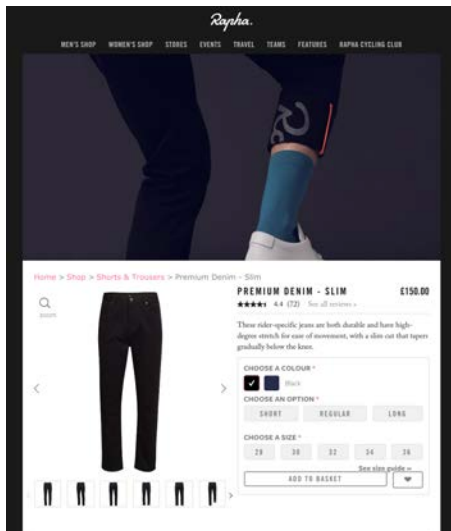 Rapha.
MEN'S SHOP WOMEN'S SHOP STORES EVENTS TRAVEL TEAMS FEATURES RAPHA CYCLING CLUB
Home > Shop > Shorts & Trousers > Premium Denim - Slim
PREMIUM DENIM - SLIM £150.00
4.4 (72) See all reviews »
zoom
These rider-specific jeans are both durable and have high-
degree stretch for ease of movement, with a slim cut that tapers
gradually below the knee.
CHOOSE A COLOUR *
Black
CHOOSE AN OPTION *
SHORT REGULAR LONG
CHOOSE A SIZE *
28 30 32 34 36
See size guide »
ADD TO BASKET